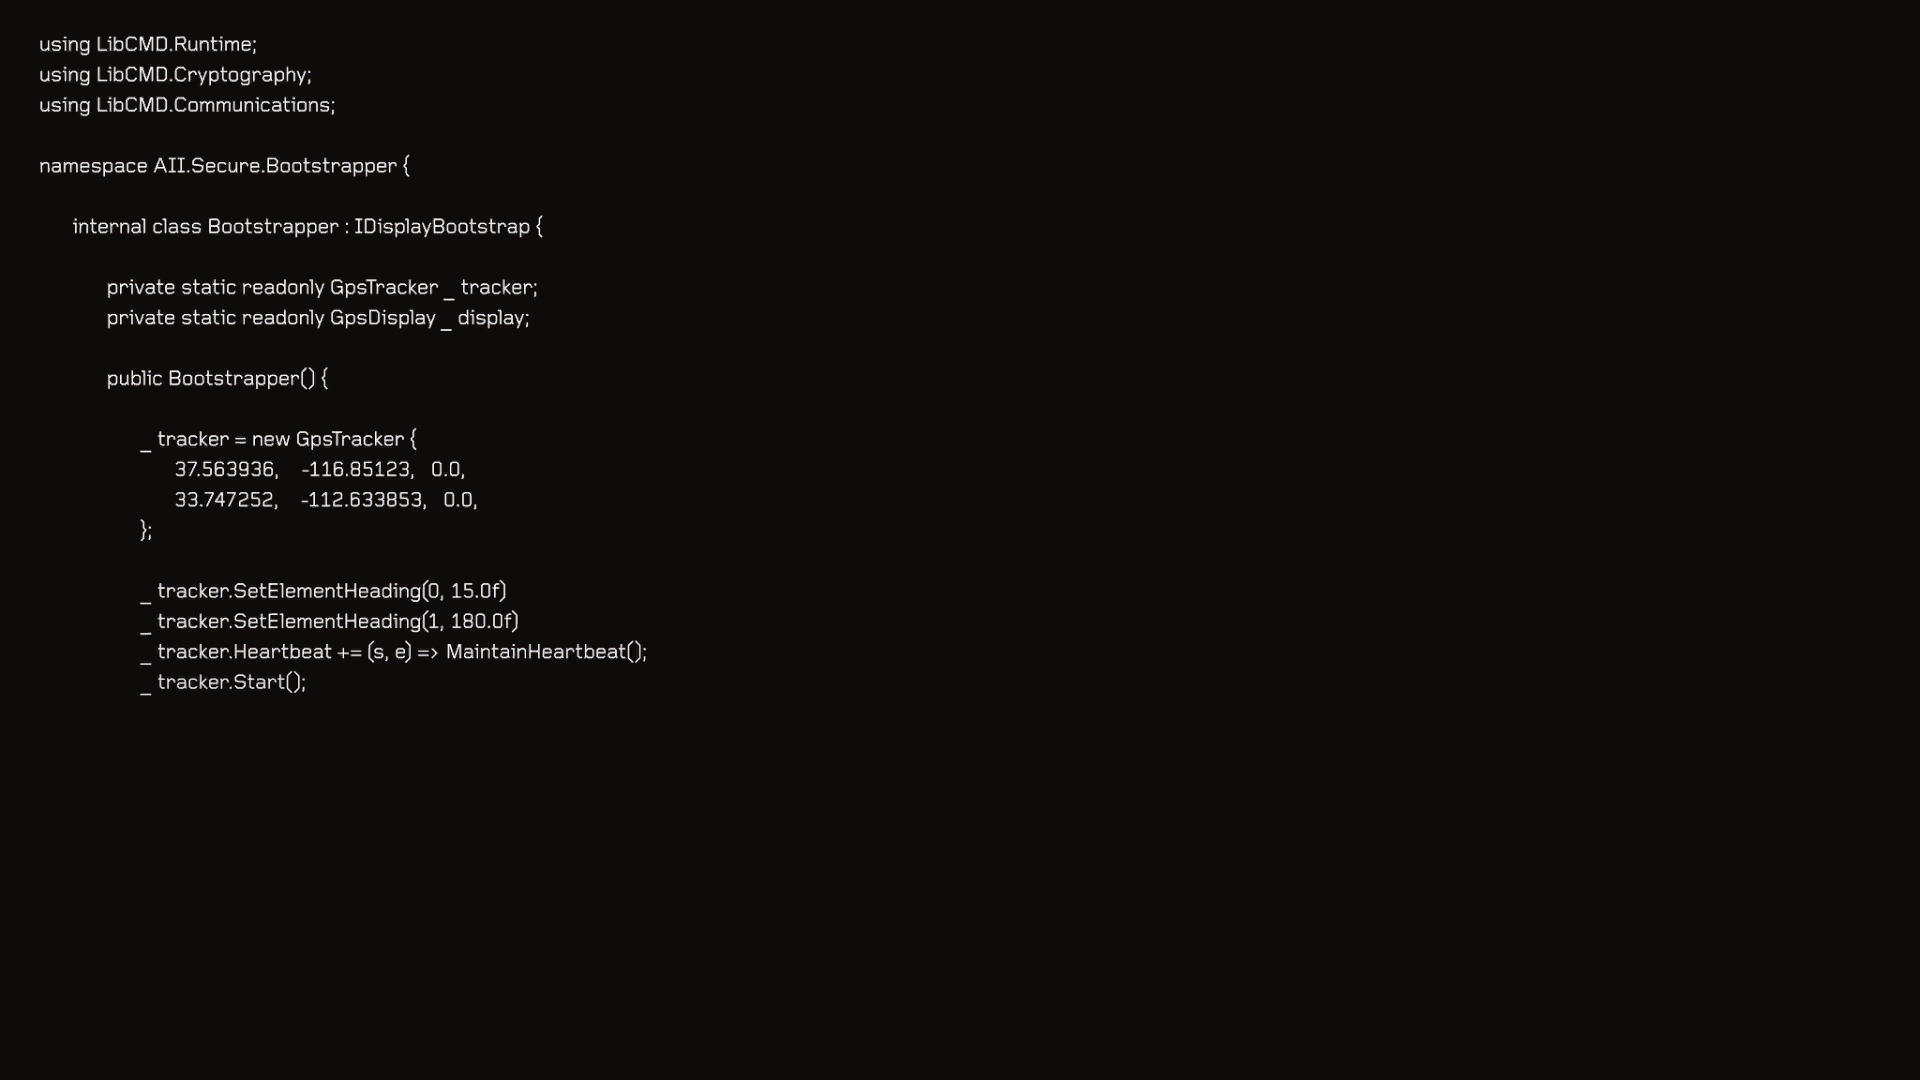 using LibCMD.Runtime;
using LibCMD.Cryptography;
using LibCMD.Communications;
namespace AII.Secure.Bootstrapper {
internal class Bootstrapper : IDisplayBootstrap {
private static readonly GpsTracker _ tracker;
private static readonly GpsDisplay _ display;
public Bootstrapper() {
_ tracker = new GpsTracker {
37.563936, -116.85123, 0.0,
33.747252, -112.633853, 0.0,
};
_ tracker.SetElementHeading(0, 15.0f)
_ tracker.SetElementHeading(1, 180.0f)
_ tracker.Heartbeat += (s, e) => MaintainHeartbeat();
_ tracker.Start();